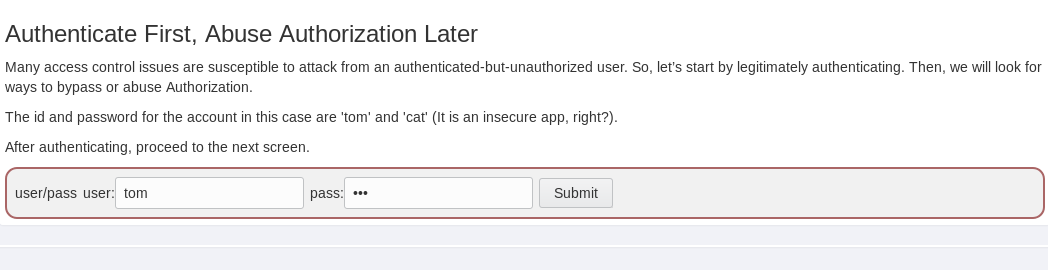 Authenticate First, Abuse Authorization Later
Many access control issues are susceptible to attack from an authenticated-but-unauthorized user. So, let’s start by legitimately authenticating. Then, we will look for
ways to bypass or abuse Authorization.
The id and password for the account in this case are 'tom' and 'cat' (It is an insecure app, right?).
After authenticating, proceed to the next screen.
user/pass user: tom pass: ••• Submit